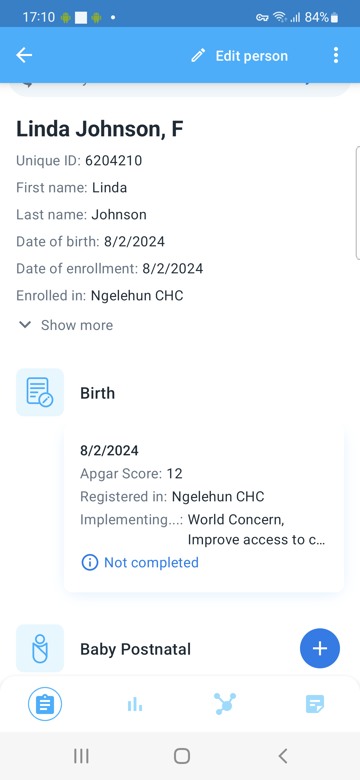 17:10
84%
Edit person
Linda Johnson, F
Unique ID: 6204210
First name: Linda
Last name: Johnson
Date of birth: 8/2/2024
Date of enrollment: 8/2/2024
Enrolled in: Ngelehun CHC
Show more
Birth
8/2/2024
Apgar Score: 12
Registered in: Ngelehun CHC
Implementing...: World Concern,
Improve access to c...
Not completed
Baby Postnatal